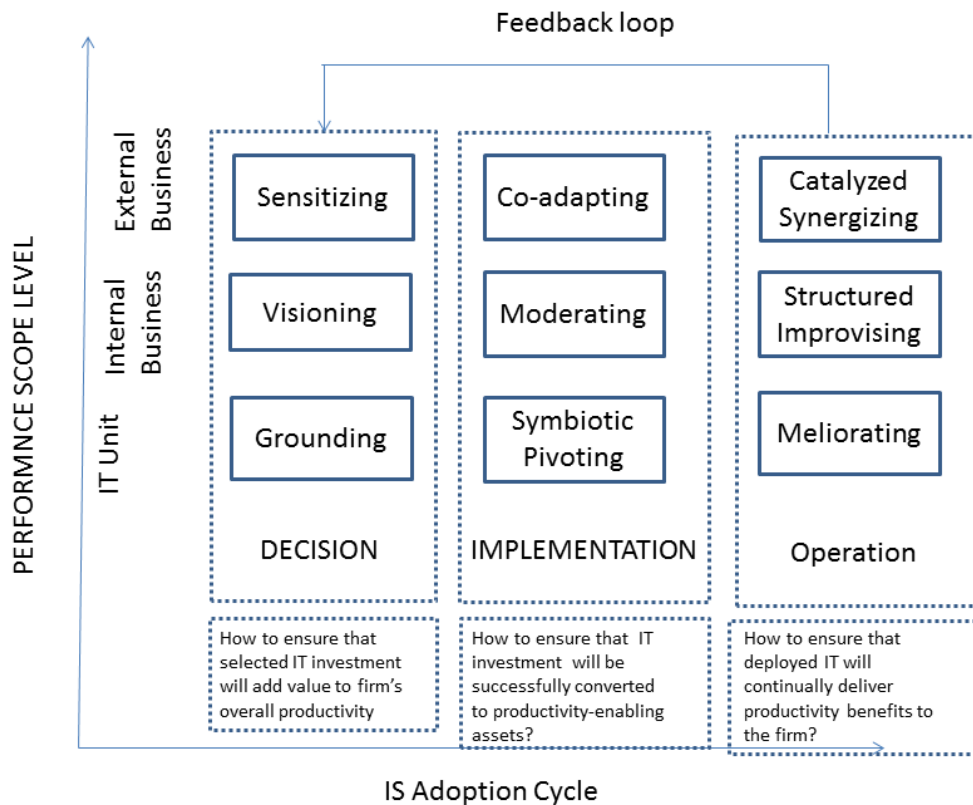 Feedback loop
PERFORMNCE SCOPE LEVEL
External
Business
Internal
Business
IT Unit
Sensitizing
Co-adapting
Catalyzed
Synergizing
Visioning
Moderating
Structured
Improvising
Grounding
Symbiotic
Pivoting
Meliorating
DECISION
IMPLEMENTATION
Operation
How to ensure that
selected IT investment
will add value to firm’s
overall productivity
How to ensure that IT
investment will be
successfully converted
to productivity-enabling
assets?
How to ensure that
deployed IT will
continually deliver
productivity benefits to
the firm?
IS Adoption Cycle